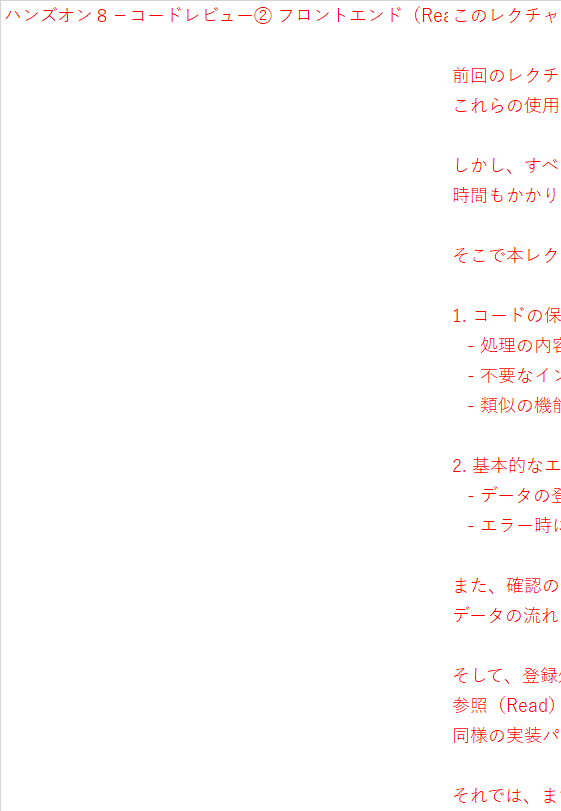 ハンズオン８－コードレビュー② フロントエンド（Rea
このレクチャ
前回のレクチ
これらの使用
しかし、すべ
時間もかかり
そこで本レク
1. コードの保
- 処理の内容
- 不要なイン
- 類似の機能
2. 基本的なエ
- データの登
- エラー時に
また、確認の
データの流れ
そして、登録
参照（Read）
同様の実装パ
それでは、ま